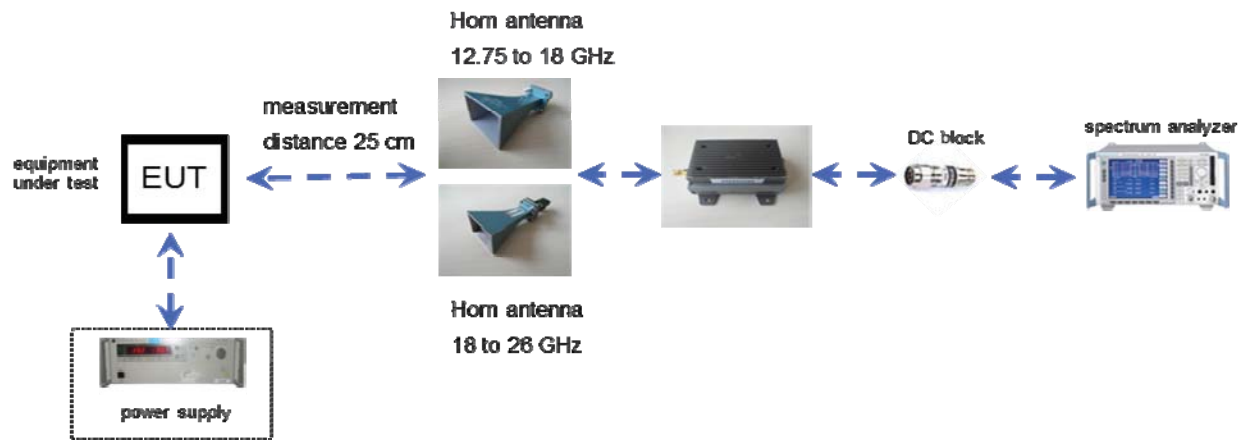 Horn antenna
12.75 to 18 GHz
measurement
distance 25 cm
equipment
under test
EUT
DC block
spectrum analyzer
Horn antenna
18 to 26 GHz
power supply